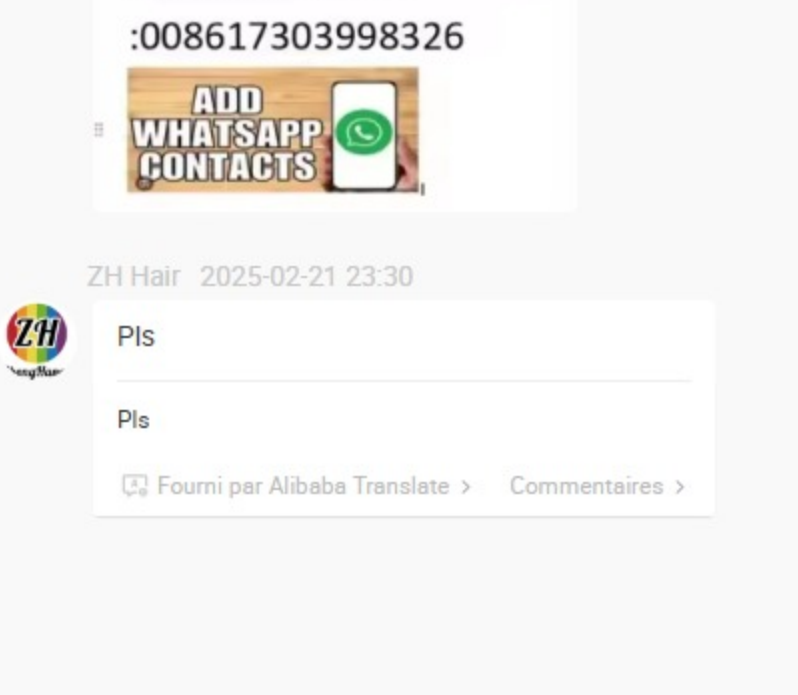 :008617303998326
ADD
WHATSAPP
CONTACTS
ZH Hair 2025-02-21 23:30
ZH
Pls
Pls
Fourni par Alibaba Translate >
Commentaires >